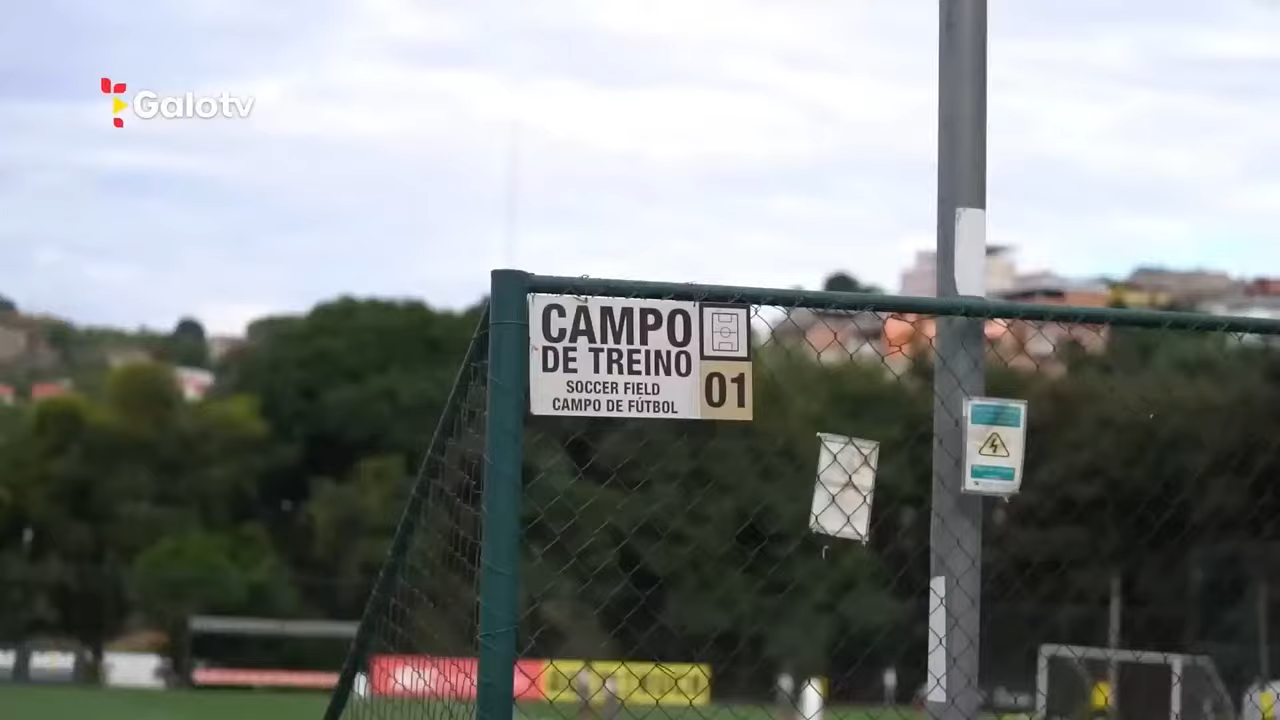 Galotv
CAMPO
DE TREINO
SOCCER FIELD
CAMPO DE FÚTBOL
01